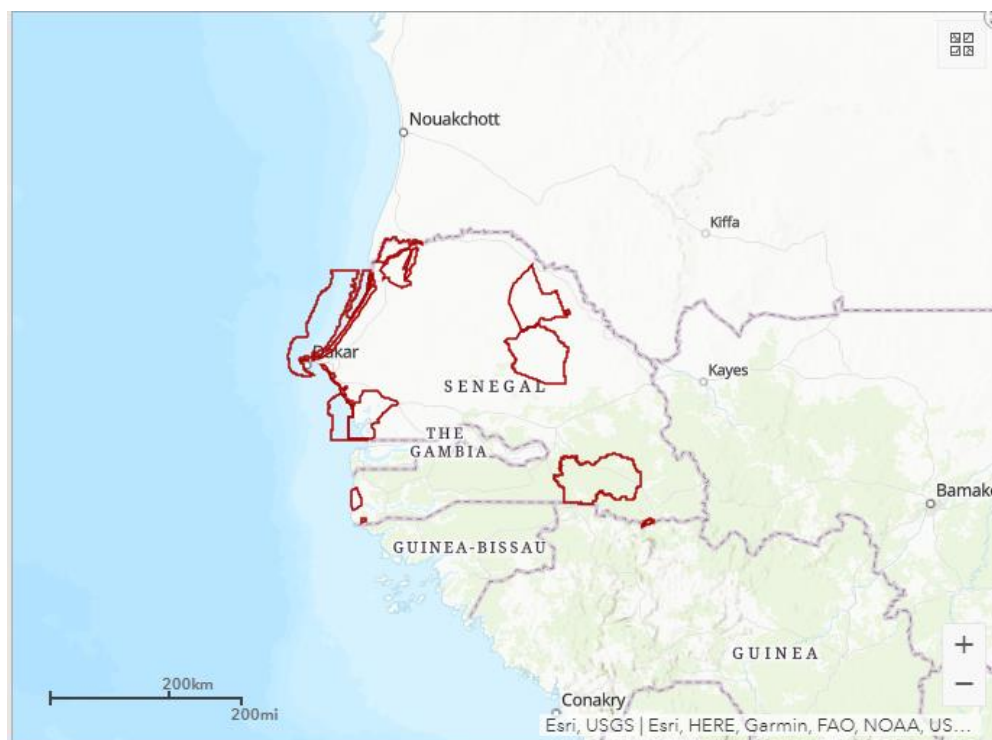 Nouakchott
Kiffa
Dakar
Kayes
SENEGAL
THE
GAMBIA
Bamako
GUINEA-BISSAU
GUINEA
+
−
200km
200mi
Conakry
Esri, USGS | Esri, HERE, Garmin, FAO, NOAA, US...